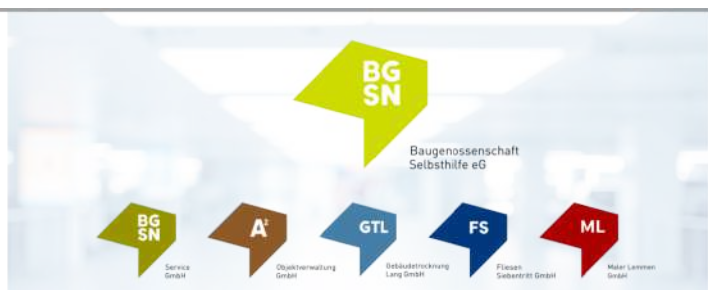 BG
SN
Baugenossenschaft
Selbsthilfe eG
BG
SN
Service
GmbH
A²
Objektverwaltung
GmbH
GTL
Gebäudetrocknung
Lang GmbH
FS
Fliesen
Siebentritt GmbH
ML
Maler Lemmen
GmbH